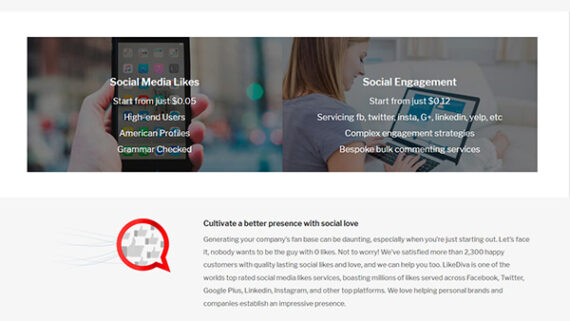 Social Media Likes
Start from just $0.05
High-end Users
American Profiles
Grammar Checked
Social Engagement
Start from just $0.12
Servicing fb, twitter, insta, G+, linkedin, yelp, etc
Complex engagement strategies
Bespoke bulk commenting services
Cultivate a better presence with social love
Generating your company's fan base can be daunting, especially when you're just starting out. Let's face
it, nobody wants to be the guy with 0 likes. Not to worry! We've satisfied more than 2,300 happy
customers with quality lasting social likes and love, and we can help you too. LikeDiva is one of the
worlds top rated social media likes services, boasting millions of likes served across Facebook, Twitter,
Google Plus, Linkedin, Instagram, and other top platforms. We love helping personal brands and
companies establish an impressive presence.